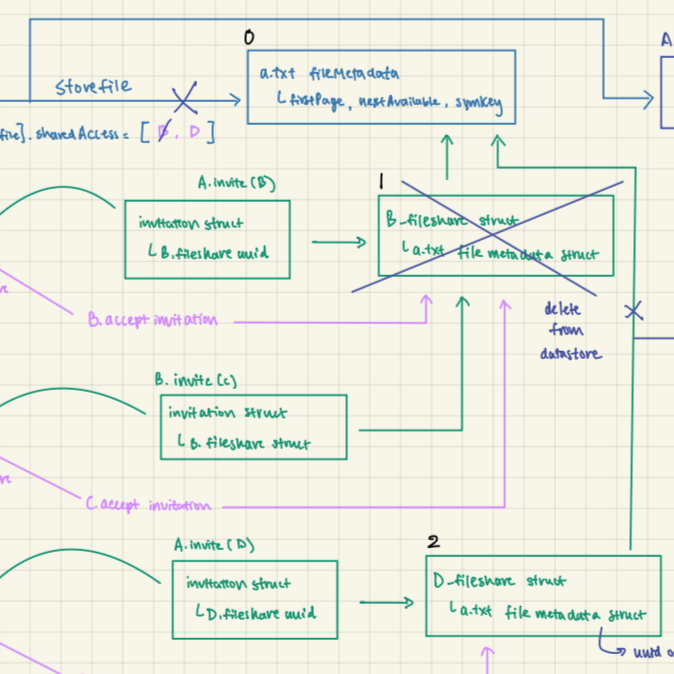 0
A
Storefile
a.txt fileMetadata
firstPage, nextAvailable, symKey
file].sharedAccess = [ B, D ]
A.invite(B)
1
invitation struct
B.fileshare uuid
B_fileshare struct
a.txt file metadata struct
B.accept invitation
delete
from
datastore
B.invite(c)
invitation struct
B.fileshare struct
C.accept invitation
A.invite(D)
2
invitation struct
D.fileshare uuid
D_fileshare struct
a.txt file metadata struct
uuid